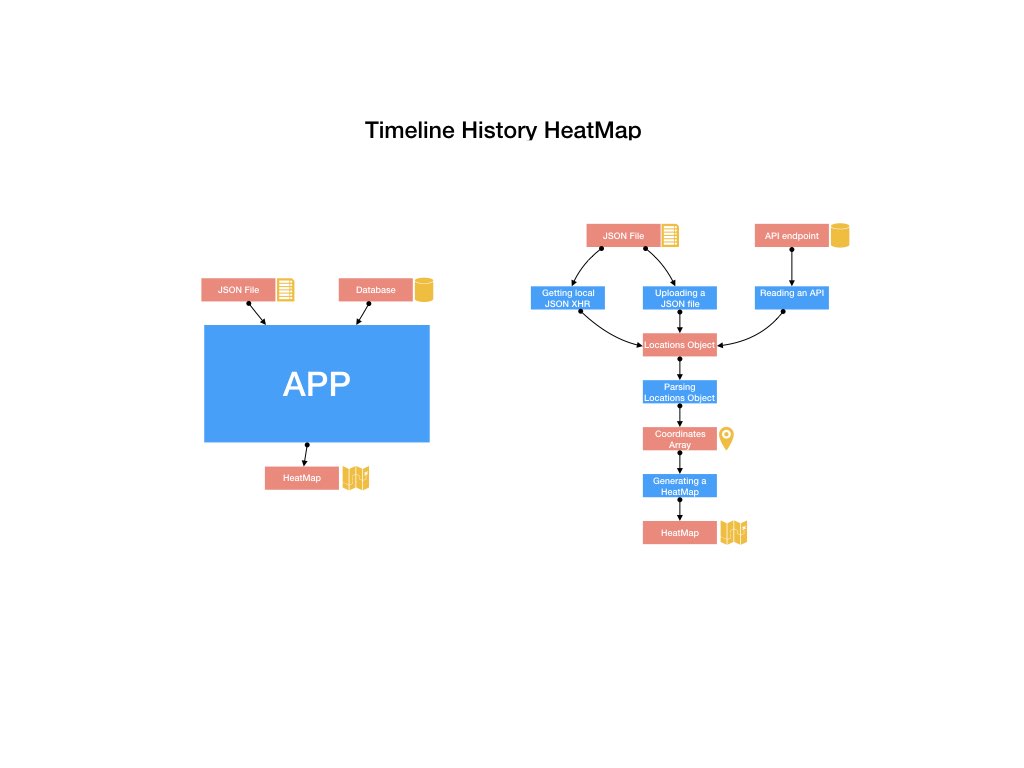 Timeline History HeatMap
JSON File
Database
APP
HeatMap
JSON File
API endpoint
Getting local
JSON XHR
Uploading a
JSON file
Reading an API
Locations Object
Parsing
Locations Object
Coordinates
Array
Generating a
HeatMap
HeatMap